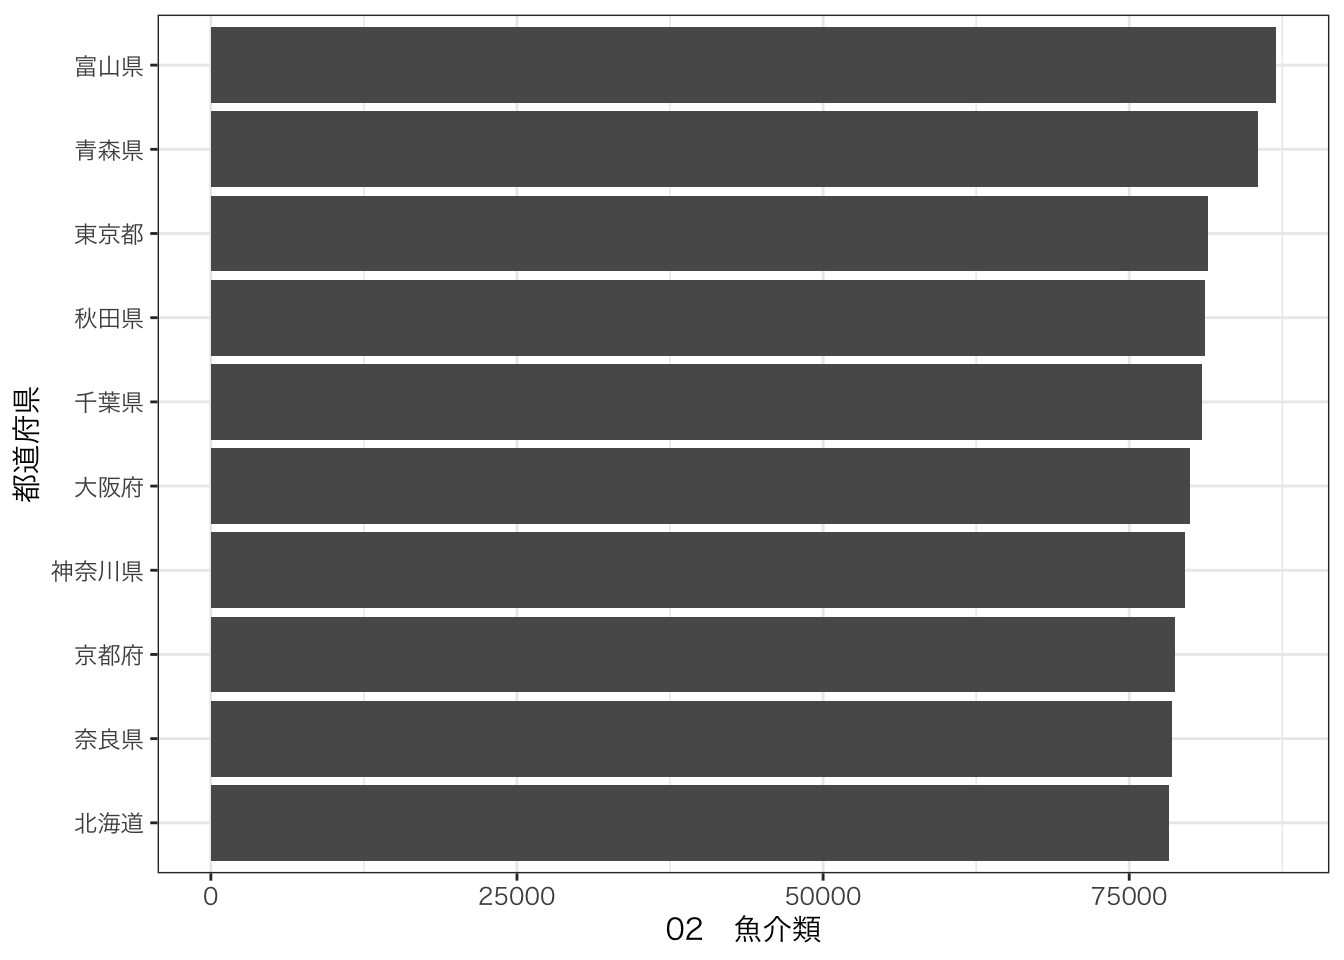 都道府県
富山県
青森県
東京都
秋田県
千葉県
大阪府
神奈川県
京都府
奈良県
北海道
0 25000 50000 75000
02　魚介類